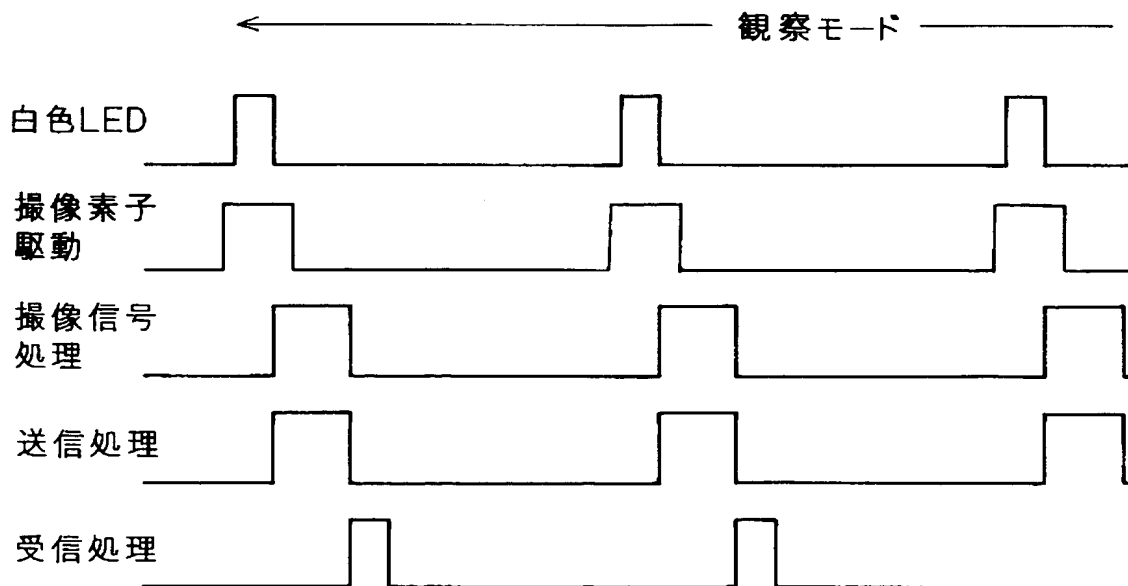 観察モード
白色LED
撮像素子
駆動
撮像信号
処理
送信処理
受信処理